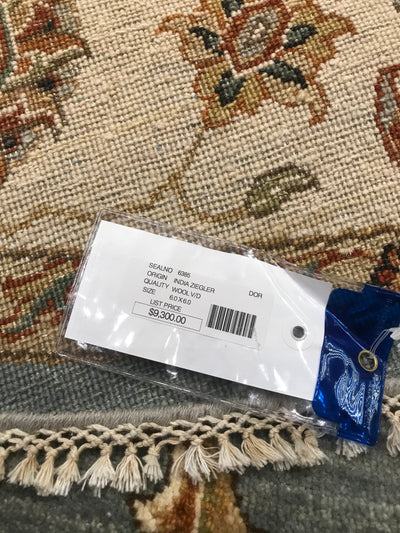 SEALNO 6385
ORIGIN INDIA ZIEGLER DOR
QUALITY WOOL V/D
SIZE 6.0 X 6.0
LIST PRICE
$9,300.00